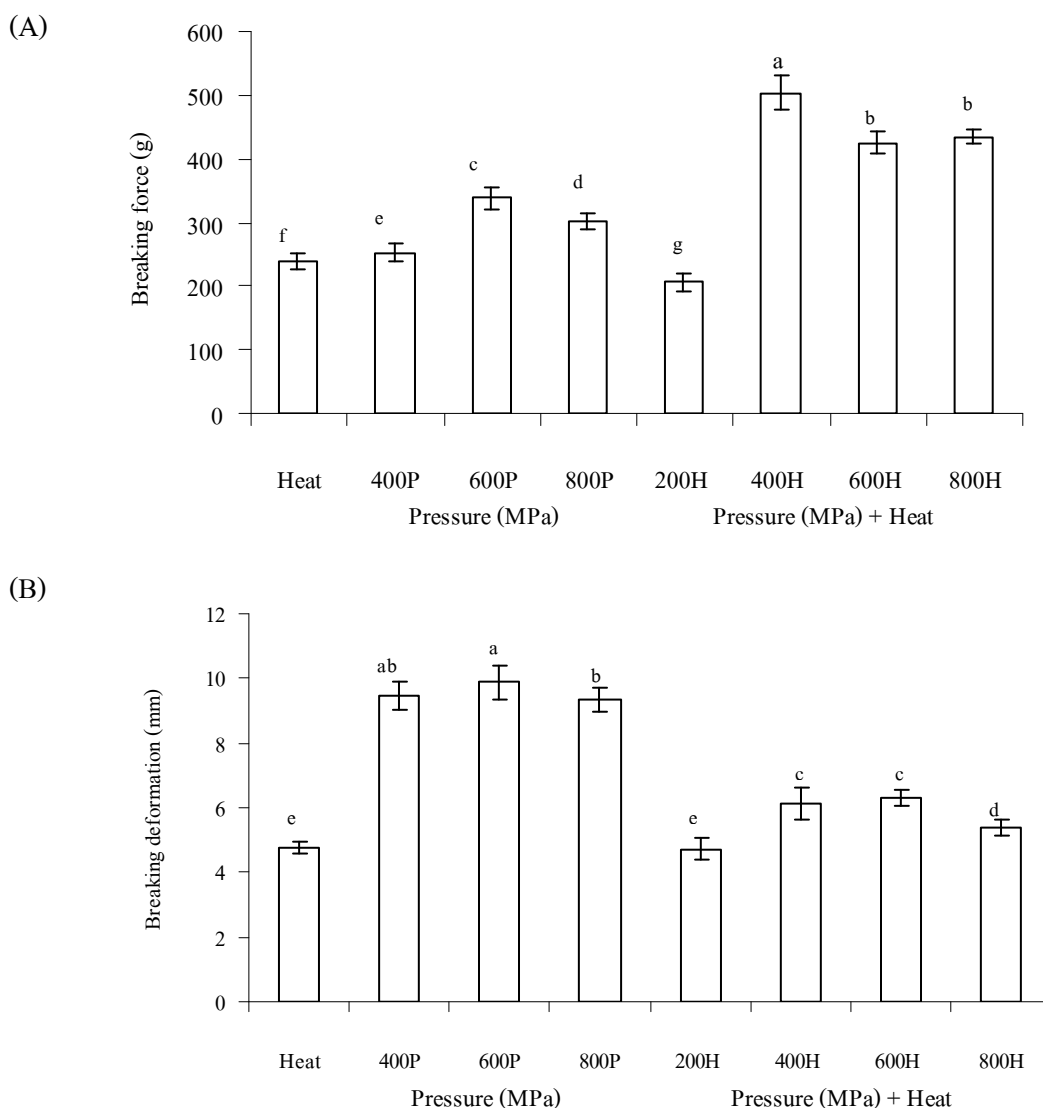 (A)
Breaking force (g)
600
500
400
300
200
100
0
a
b
b
c
d
e
f
g
Heat 400P 600P 800P 200H 400H 600H 800H
Pressure (MPa) Pressure (MPa) + Heat
(B)
Breaking deformation (mm)
12
10
8
6
4
2
0
a
ab
b
c
c
d
e
e
Heat 400P 600P 800P 200H 400H 600H 800H
Pressure (MPa) Pressure (MPa) + Heat